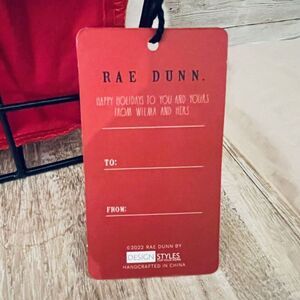 RAE DUNN.
HAPPY HOLIDAYS TO YOU AND YOURS
FROM WILMA AND HERS
TO:
FROM:
©2022 RAE DUNN BY
DESIGN STYLES
HANDCRAFTED IN CHINA